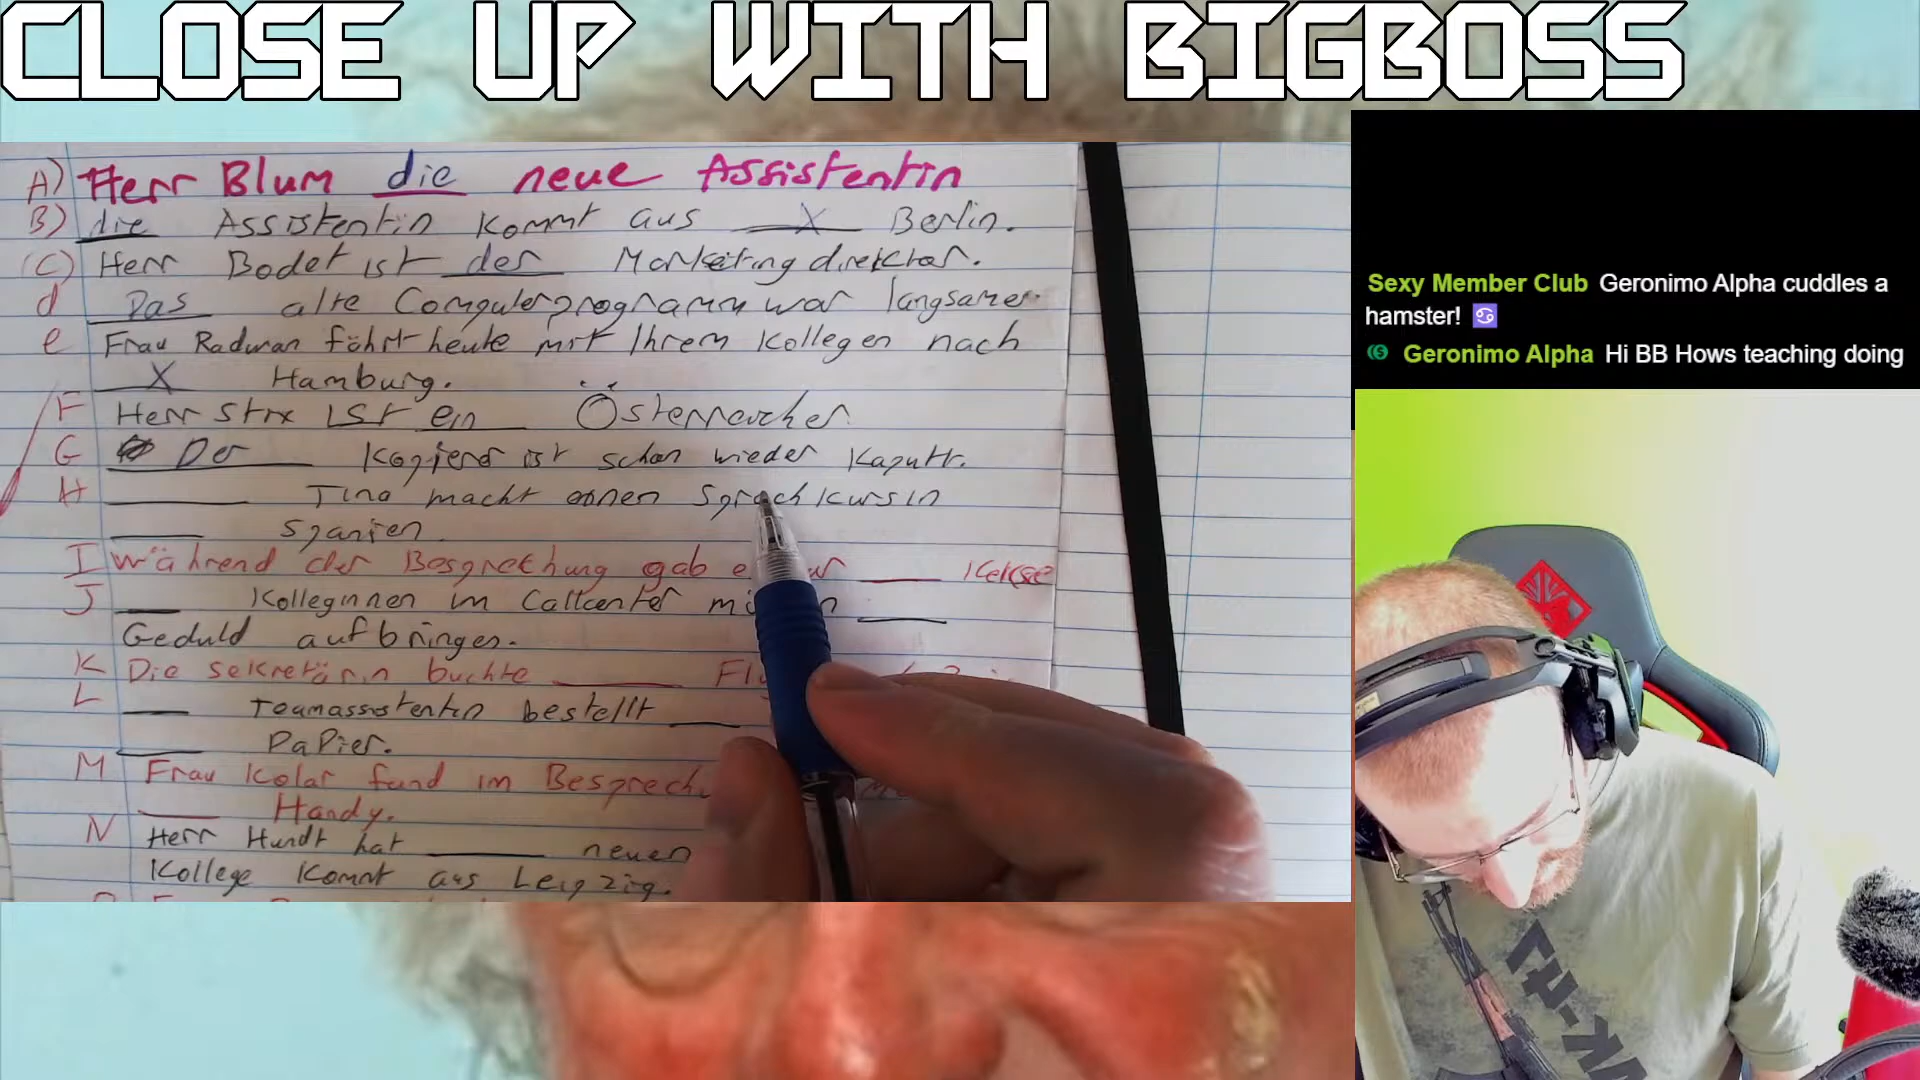 CLOSE UP WITH BIGBOSS
A) Herr Blum die neue Assistentin
B) die Assistentin kommt aus X Berlin.
(C) Herr Bodet ist der Marketing direktor.
d Das alte Computerprogramm war langsamer.
e Frau Radwan fährt heute mit Ihrem Kollegen nach
X Hamburg.
F Herr Strx ist ein Österreicher.
G Der Kopierer ist schon wieder Kaputt.
H Tina macht einen Sprachkurs in
Spanien.
I während der Besprechung gab Kekse
J Kolleginnen im Callcenter
Geduld aufbringen.
K Die sekretärin buchte
L Teamassistentin bestellt
Papier.
M Frau Kolar fand im
Handy.
N Herr Hundt hat neuen
Kollege kommt aus Leipzig.
Sexy Member Club Geronimo Alpha cuddles a
hamster!
Geronimo Alpha Hi BB Hows teaching doing